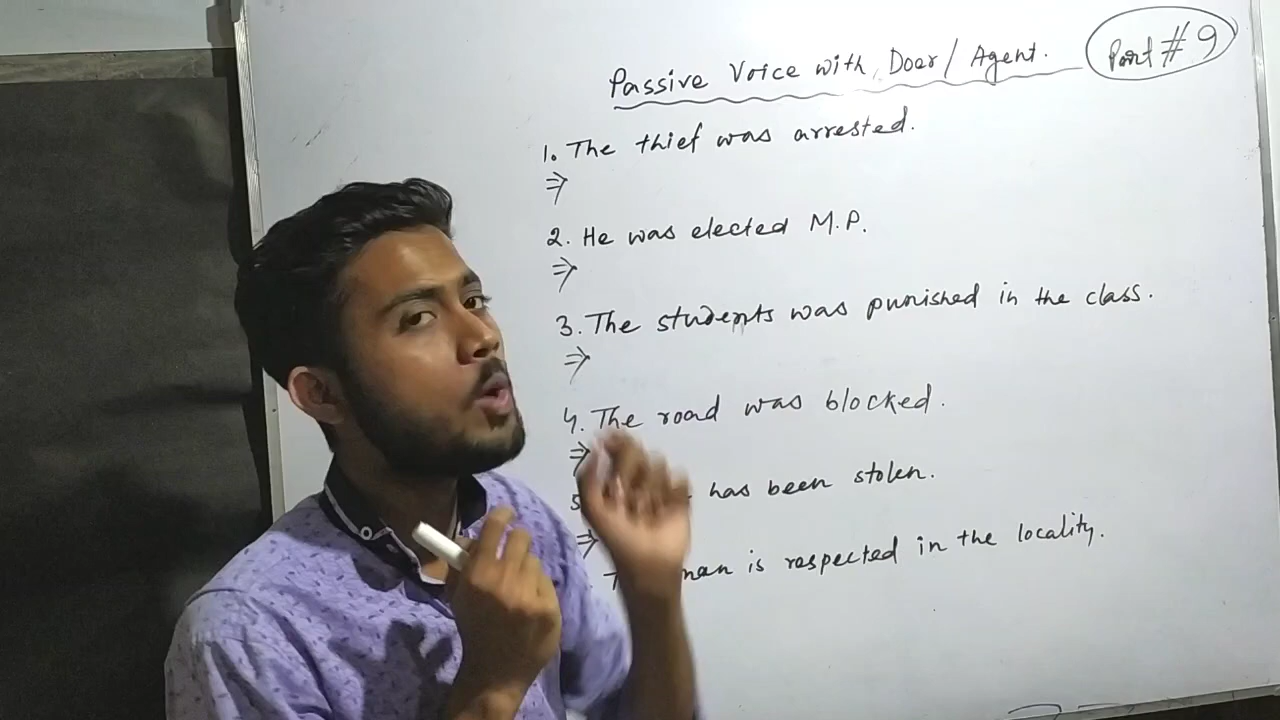 Passive Voice with Doer/Agent.
Part #9
1. The thief was arrested.
⇒
2. He was elected M.P.
⇒
3. The students was punished in the class.
⇒
4. The road was blocked.
⇒
5 has been stolen.
⇒
man is respected in the locality.